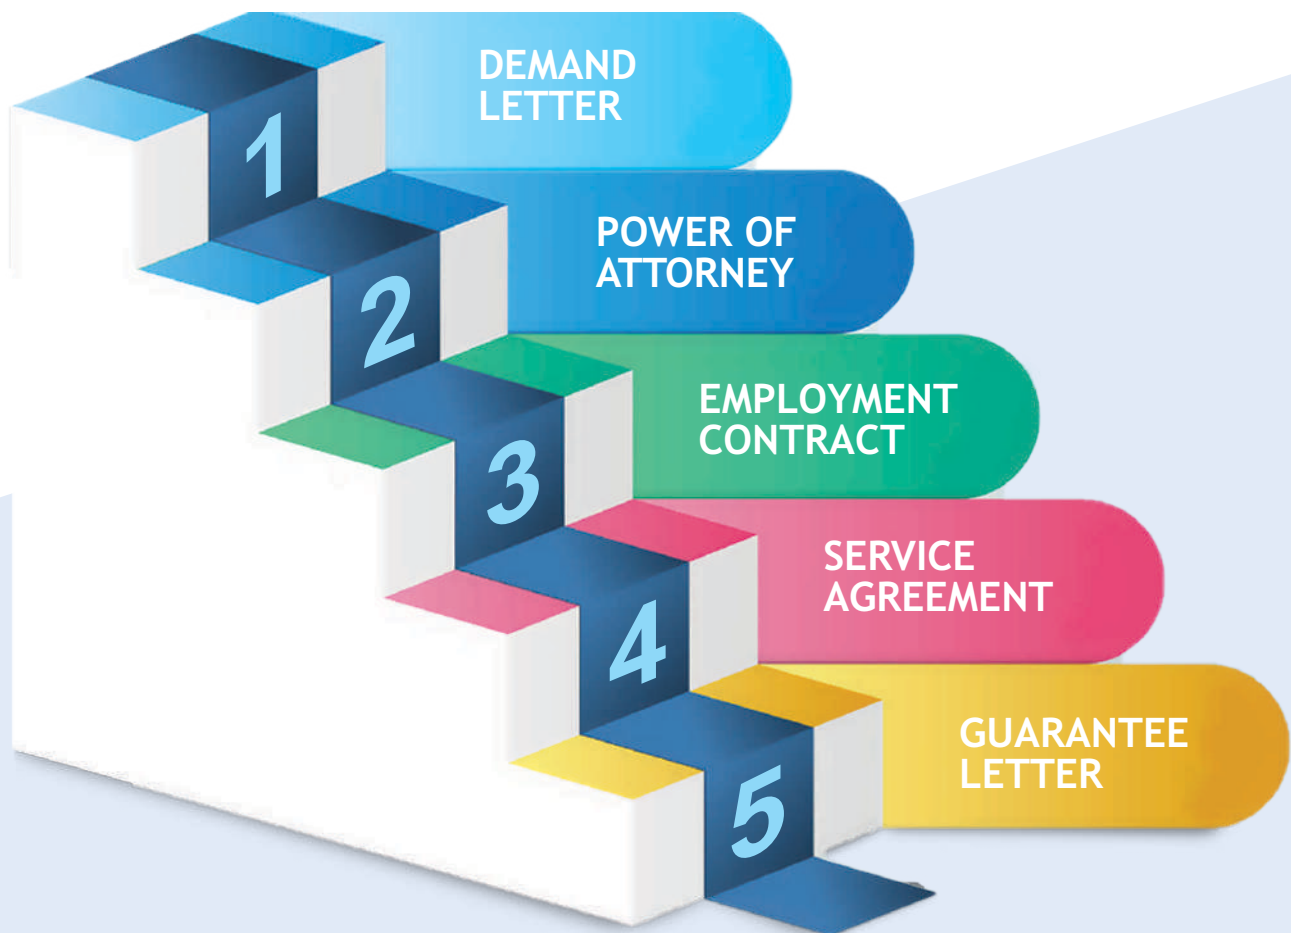 1
DEMAND
LETTER
2
POWER OF
ATTORNEY
3
EMPLOYMENT
CONTRACT
4
SERVICE
AGREEMENT
5
GUARANTEE
LETTER